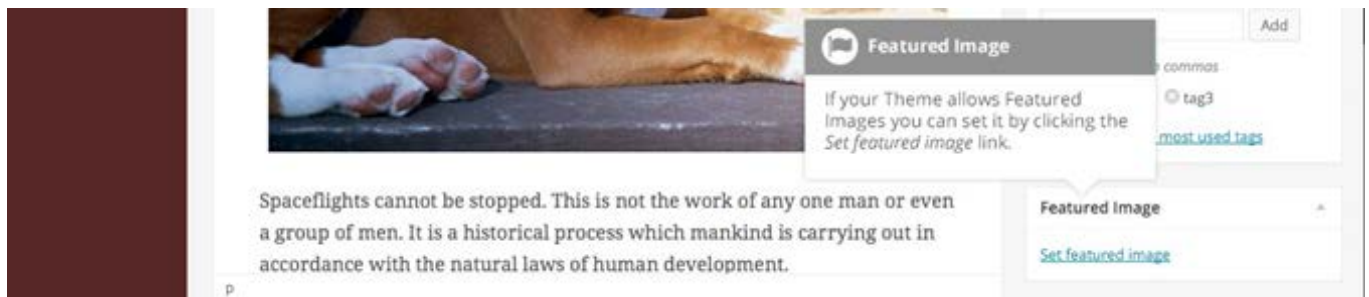 Add
commas
tag3
most used tags
Featured Image
If your Theme allows Featured
Images you can set it by clicking the
Set featured image link.
Spaceflights cannot be stopped. This is not the work of any one man or even
a group of men. It is a historical process which mankind is carrying out in
accordance with the natural laws of human development.
p
Featured Image
Set featured image